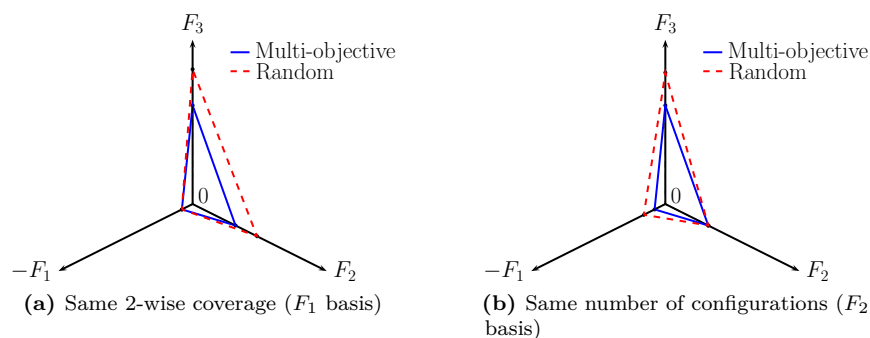 F₃
Multi-objective
Random
0
−F₁
F₂
(a) Same 2-wise coverage (F₁ basis)
F₃
Multi-objective
Random
0
−F₁
F₂
(b) Same number of configurations (F₂
basis)